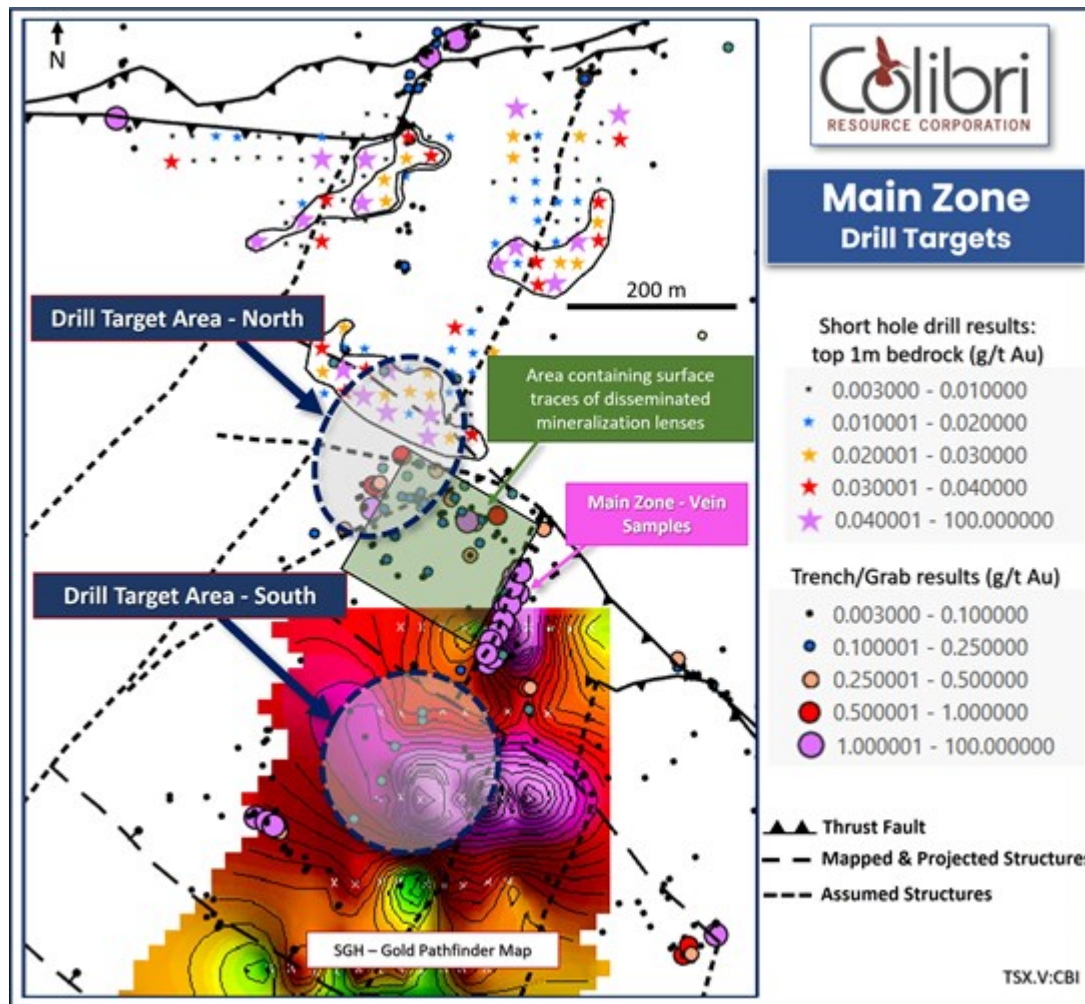 N
Colibri
RESOURCE CORPORATION
Main Zone
Drill Targets
200 m
Drill Target Area - North
Area containing surface
traces of disseminated
mineralization lenses
Main Zone - Vein
Samples
Drill Target Area - South
SGH – Gold Pathfinder Map
Short hole drill results:
top 1m bedrock (g/t Au)
0.003000 - 0.010000
0.010001 - 0.020000
0.020001 - 0.030000
0.030001 - 0.040000
0.040001 - 100.000000
Trench/Grab results (g/t Au)
0.003000 - 0.100000
0.100001 - 0.250000
0.250001 - 0.500000
0.500001 - 1.000000
1.000001 - 100.000000
Thrust Fault
Mapped & Projected Structures
Assumed Structures
TSX.V:CBI